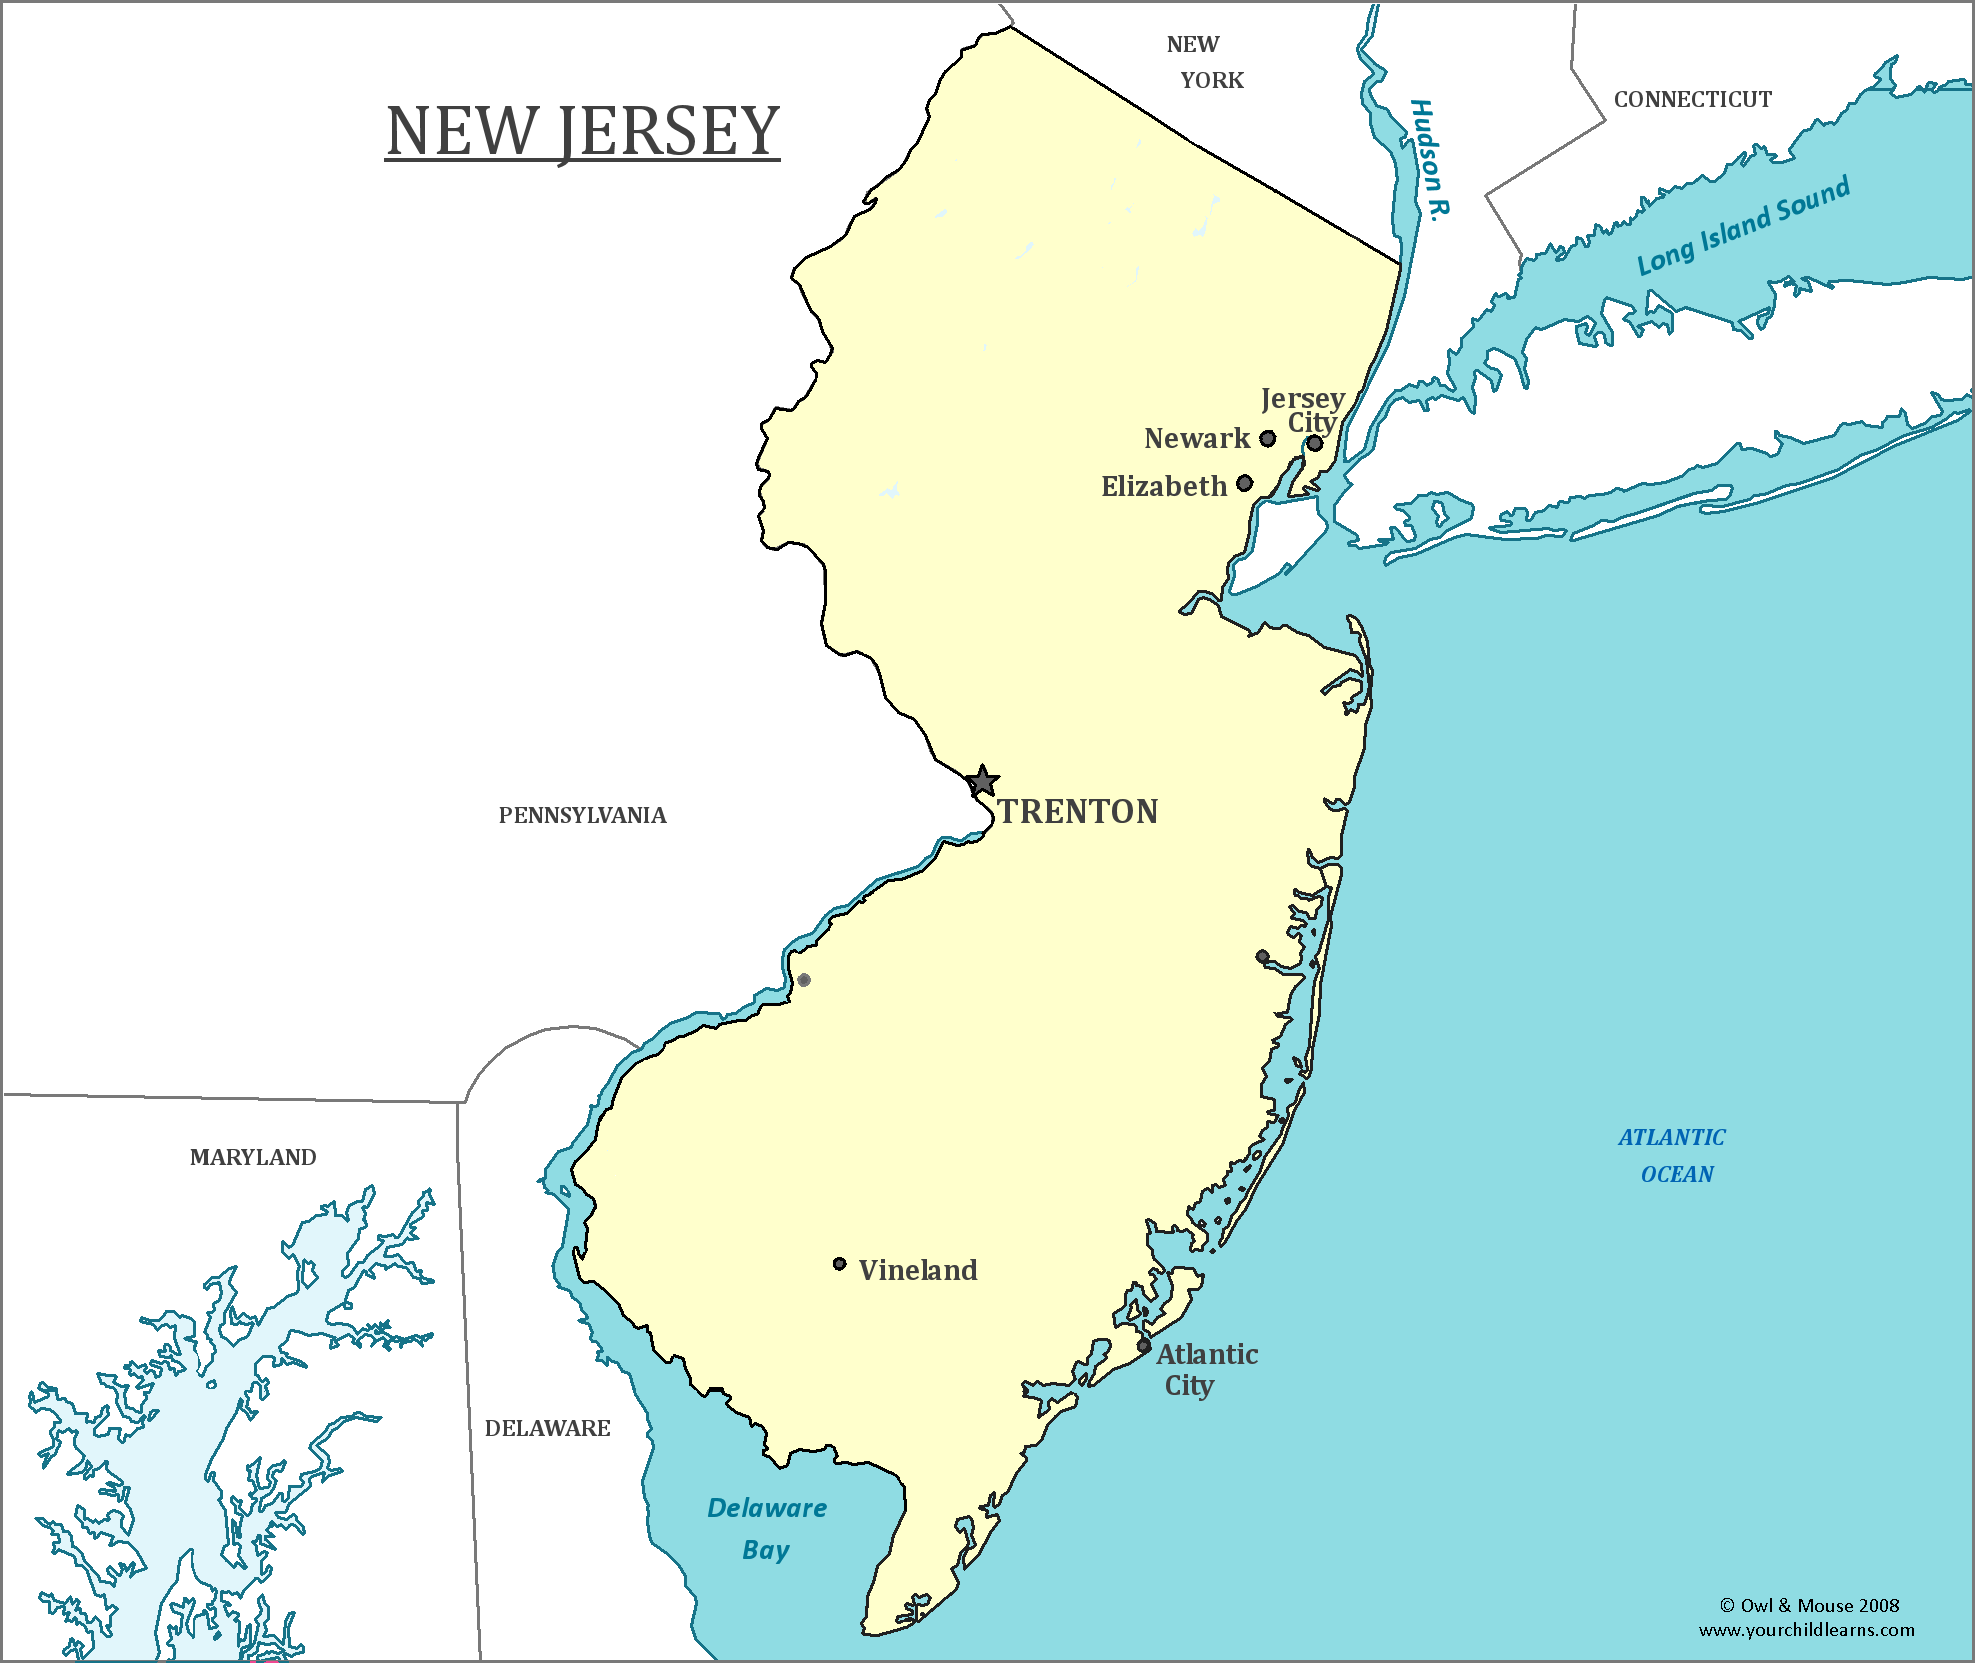 NEW JERSEY
NEW
YORK
CONNECTICUT
Hudson R.
Long Island Sound
Jersey
City
Newark
Elizabeth
TRENTON
PENNSYLVANIA
ATLANTIC
OCEAN
MARYLAND
Vineland
Atlantic
City
DELAWARE
Delaware
Bay
© Owl & Mouse 2008
www.yourchildlearns.com